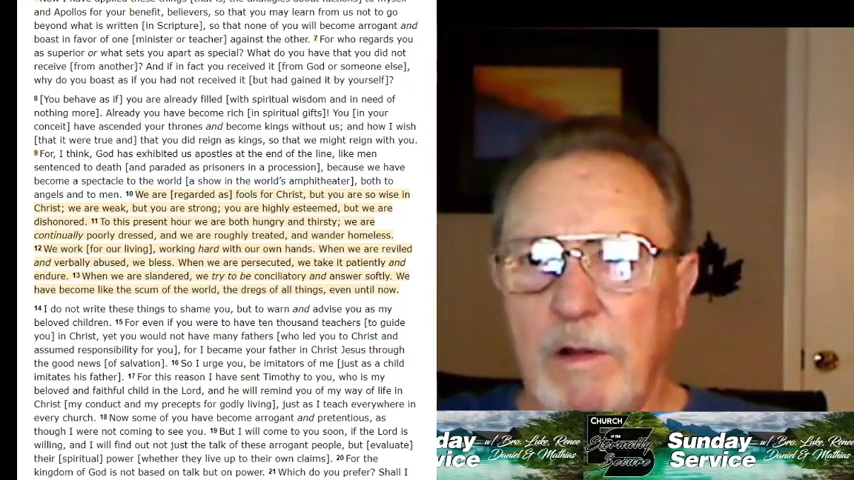 Now I have applied these things [that is, the analogies about factions] to myself
and Apollos for your benefit, believers, so that you may learn from us not to go
beyond what is written [in Scripture], so that none of you will become arrogant and
boast in favor of one [minister or teacher] against the other. 7 For who regards you
as superior or what sets you apart as special? What do you have that you did not
receive [from another]? And if in fact you received it [from God or someone else],
why do you boast as if you had not received it [but had gained it by yourself]?
8 [You behave as if] you are already filled [with spiritual wisdom and in need of
nothing more]. Already you have become rich [in spiritual gifts]! You [in your
conceit] have ascended your thrones and become kings without us; and how I wish
[that it were true and] that you did reign as kings, so that we might reign with you.
9 For, I think, God has exhibited us apostles at the end of the line, like men
sentenced to death [and paraded as prisoners in a procession], because we have
become a spectacle to the world [a show in the world's amphitheater], both to
angels and to men. 10 We are [regarded as] fools for Christ, but you are so wise in
Christ; we are weak, but you are strong; you are highly esteemed, but we are
dishonored. 11 To this present hour we are both hungry and thirsty; we are
continually poorly dressed, and we are roughly treated, and wander homeless.
12 We work [for our living], working hard with our own hands. When we are reviled
and verbally abused, we bless. When we are persecuted, we take it patiently and
endure. 13 When we are slandered, we try to be conciliatory and answer softly. We
have become like the scum of the world, the dregs of all things, even until now.
14 I do not write these things to shame you, but to warn and advise you as my
beloved children. 15 For even if you were to have ten thousand teachers [to guide
you] in Christ, yet you would not have many fathers [who led you to Christ and
assumed responsibility for you], for I became your father in Christ Jesus through
the good news [of salvation]. 16 So I urge you, be imitators of me [just as a child
imitates his father]. 17 For this reason I have sent Timothy to you, who is my
beloved and faithful child in the Lord, and he will remind you of my way of life in
Christ [my conduct and my precepts for godly living], just as I teach everywhere in
every church. 18 Now some of you have become arrogant and pretentious, as
though I were not coming to see you. 19 But I will come to you soon, if the Lord is
willing, and I will find out not just the talk of these arrogant people, but [evaluate]
their [spiritual] power [whether they live up to their own claims]. 20 For the
kingdom of God is not based on talk but on power. 21 Which do you prefer? Shall I
day
Service
w/ Bro. Luke, Renee
Daniel & Mathias
Church
of the
Eternally
Secure
Sunday
Service
w/ Bro. Luke, Renee
Daniel & Mathias